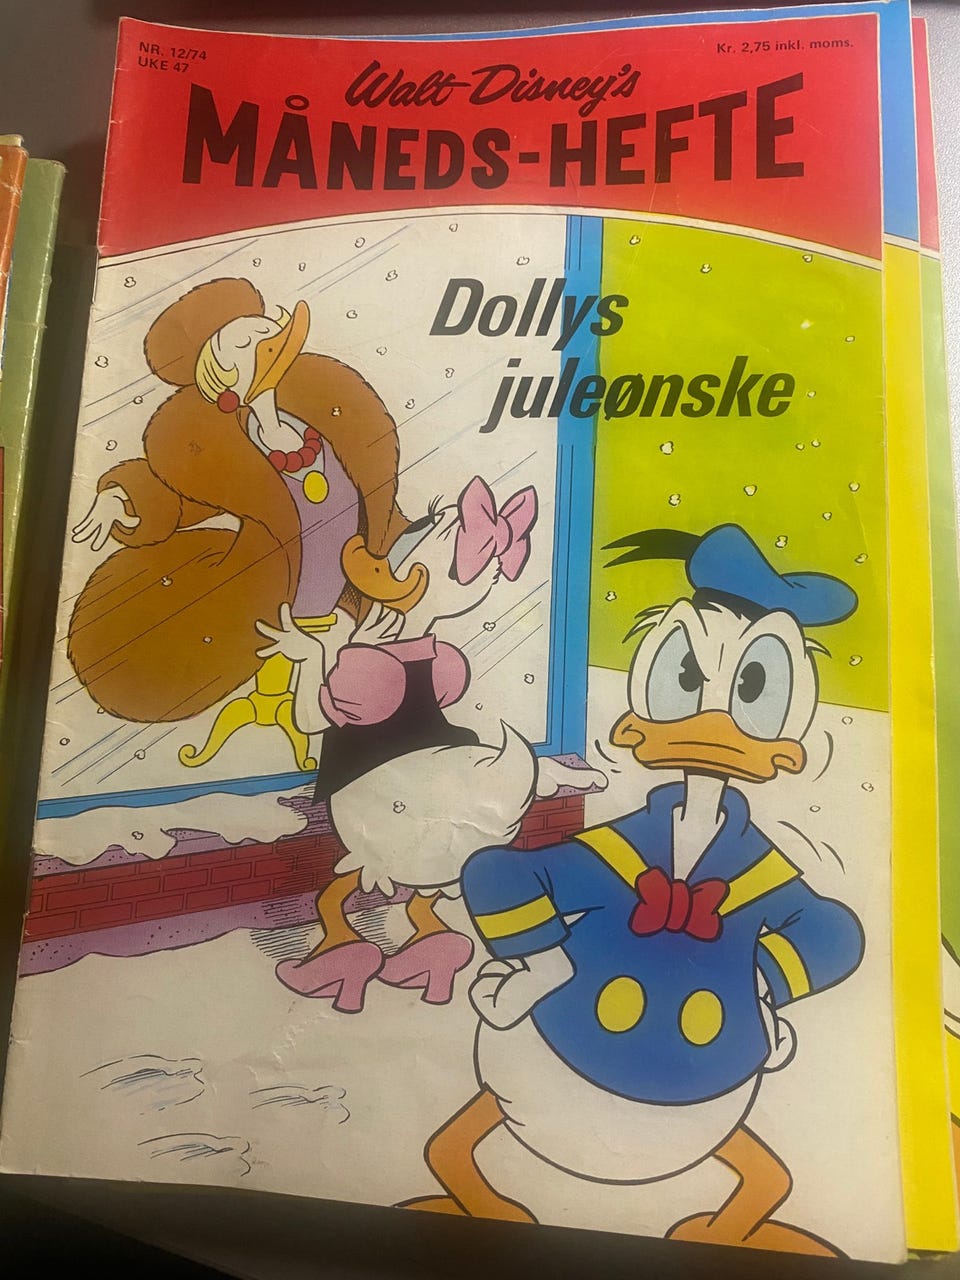 NR. 12/74
UKE 47
Kr. 2,75 inkl. moms.
Walt Disney's
MÅNEDS-HEFTE
Dollys
juleønske